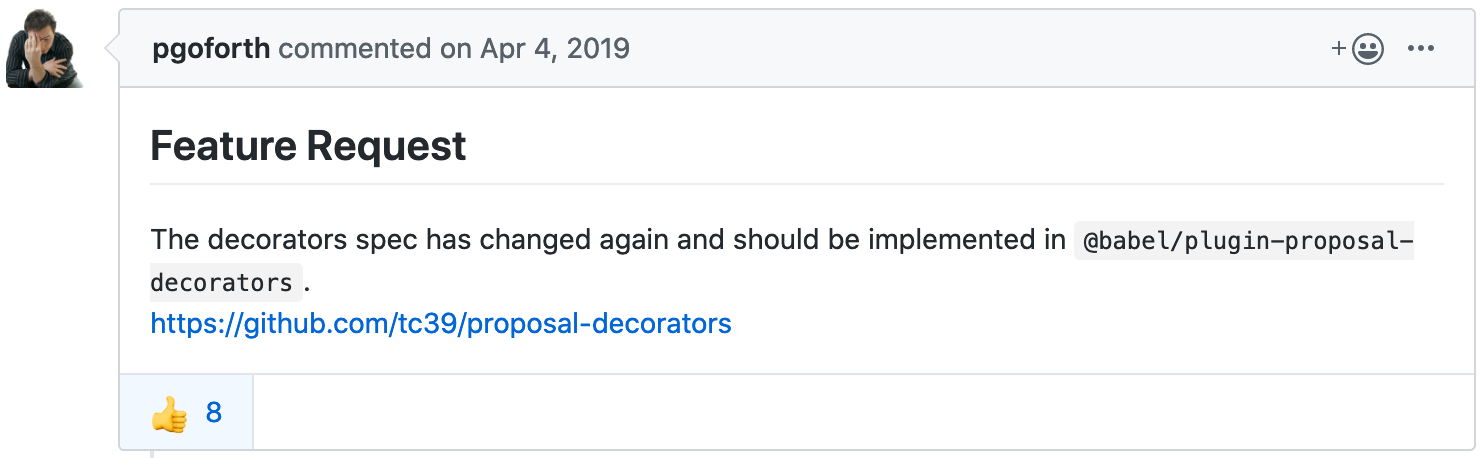 pgoforth commented on Apr 4, 2019
Feature Request
The decorators spec has changed again and should be implemented in @babel/plugin-proposal-
decorators.
https://github.com/tc39/proposal-decorators
8